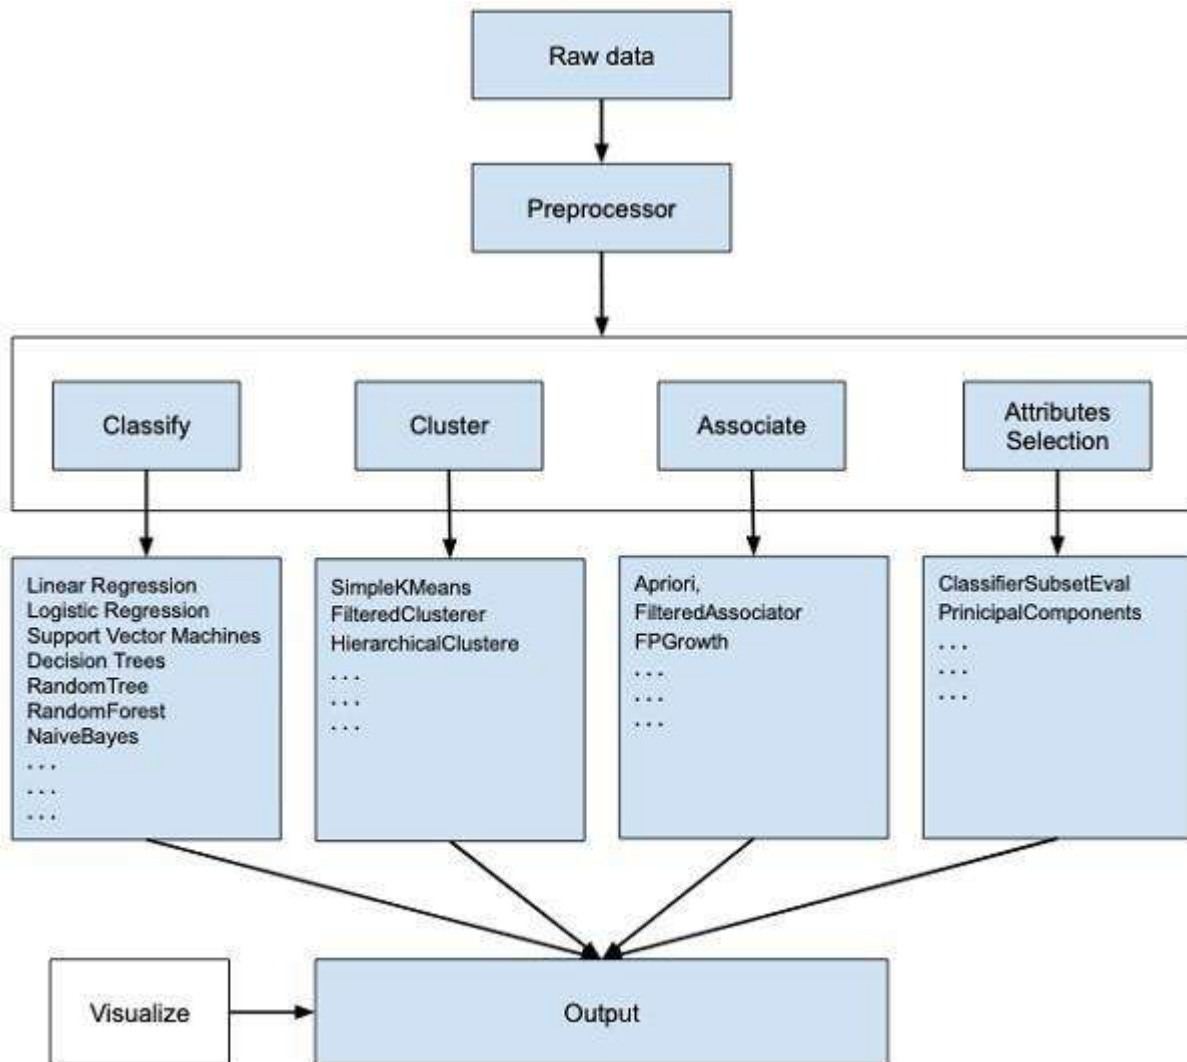 Raw data
Preprocessor
Classify
Cluster
Associate
Attributes
Selection
Linear Regression
Logistic Regression
Support Vector Machines
Decision Trees
RandomTree
RandomForest
NaiveBayes
. . .
. . .
. . .
SimpleKMeans
FilteredClusterer
HierarchicalClustere
. . .
. . .
. . .
Apriori,
FilteredAssociator
FPGrowth
. . .
. . .
. . .
ClassifierSubsetEval
PrinicipalComponents
. . .
. . .
. . .
Visualize
Output